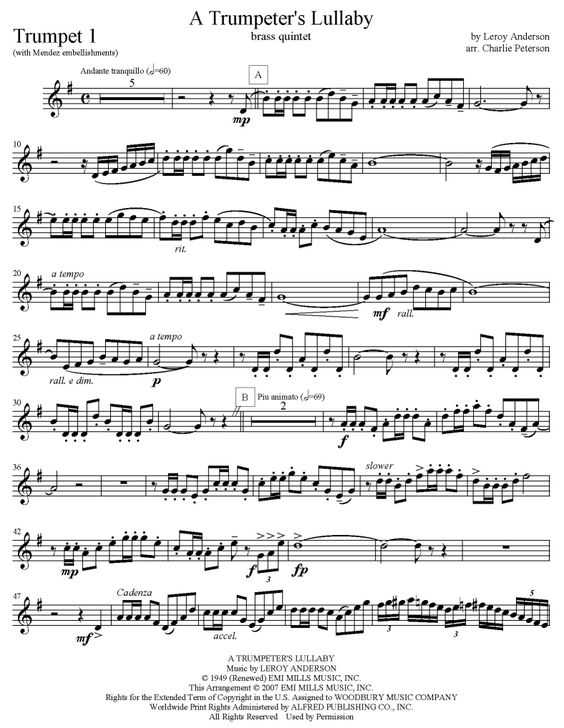 A Trumpeter's Lullaby
Trumpet 1
brass quintet
by Leroy Anderson
(with Mendez embellishments)
arr. Charlie Peterson
Andante tranquillo (𝅗𝅥=60)
5
A
mp
10
15
rit.
20
a tempo
mf rall.
25
a tempo
rall. e dim.
p
30
B
Piu animato (𝅗𝅥=69)
2
f
36
slower
42
mp
f
3
3
fp
47
Cadenza
mf
accel.
3
3
3
3
A TRUMPETER'S LULLABY
Music by LEROY ANDERSON
© 1949 (Renewed) EMI MILLS MUSIC, INC.
This Arrangement © 2007 EMI MILLS MUSIC, INC.
Rights for the Extended Term of Copyright in the U.S. Assigned to WOODBURY MUSIC COMPANY
Worldwide Print Rights Administered by ALFRED PUBLISHING CO., INC.
All Rights Reserved Used by Permission